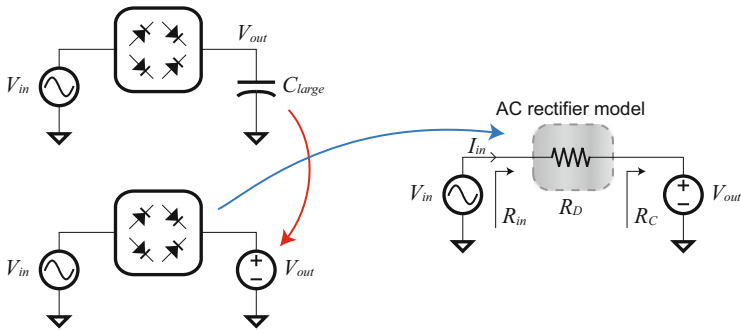 V_out
V_in
C_large
AC rectifier model
I_in
V_in
R_in
R_D
R_C
V_out
V_in
V_out